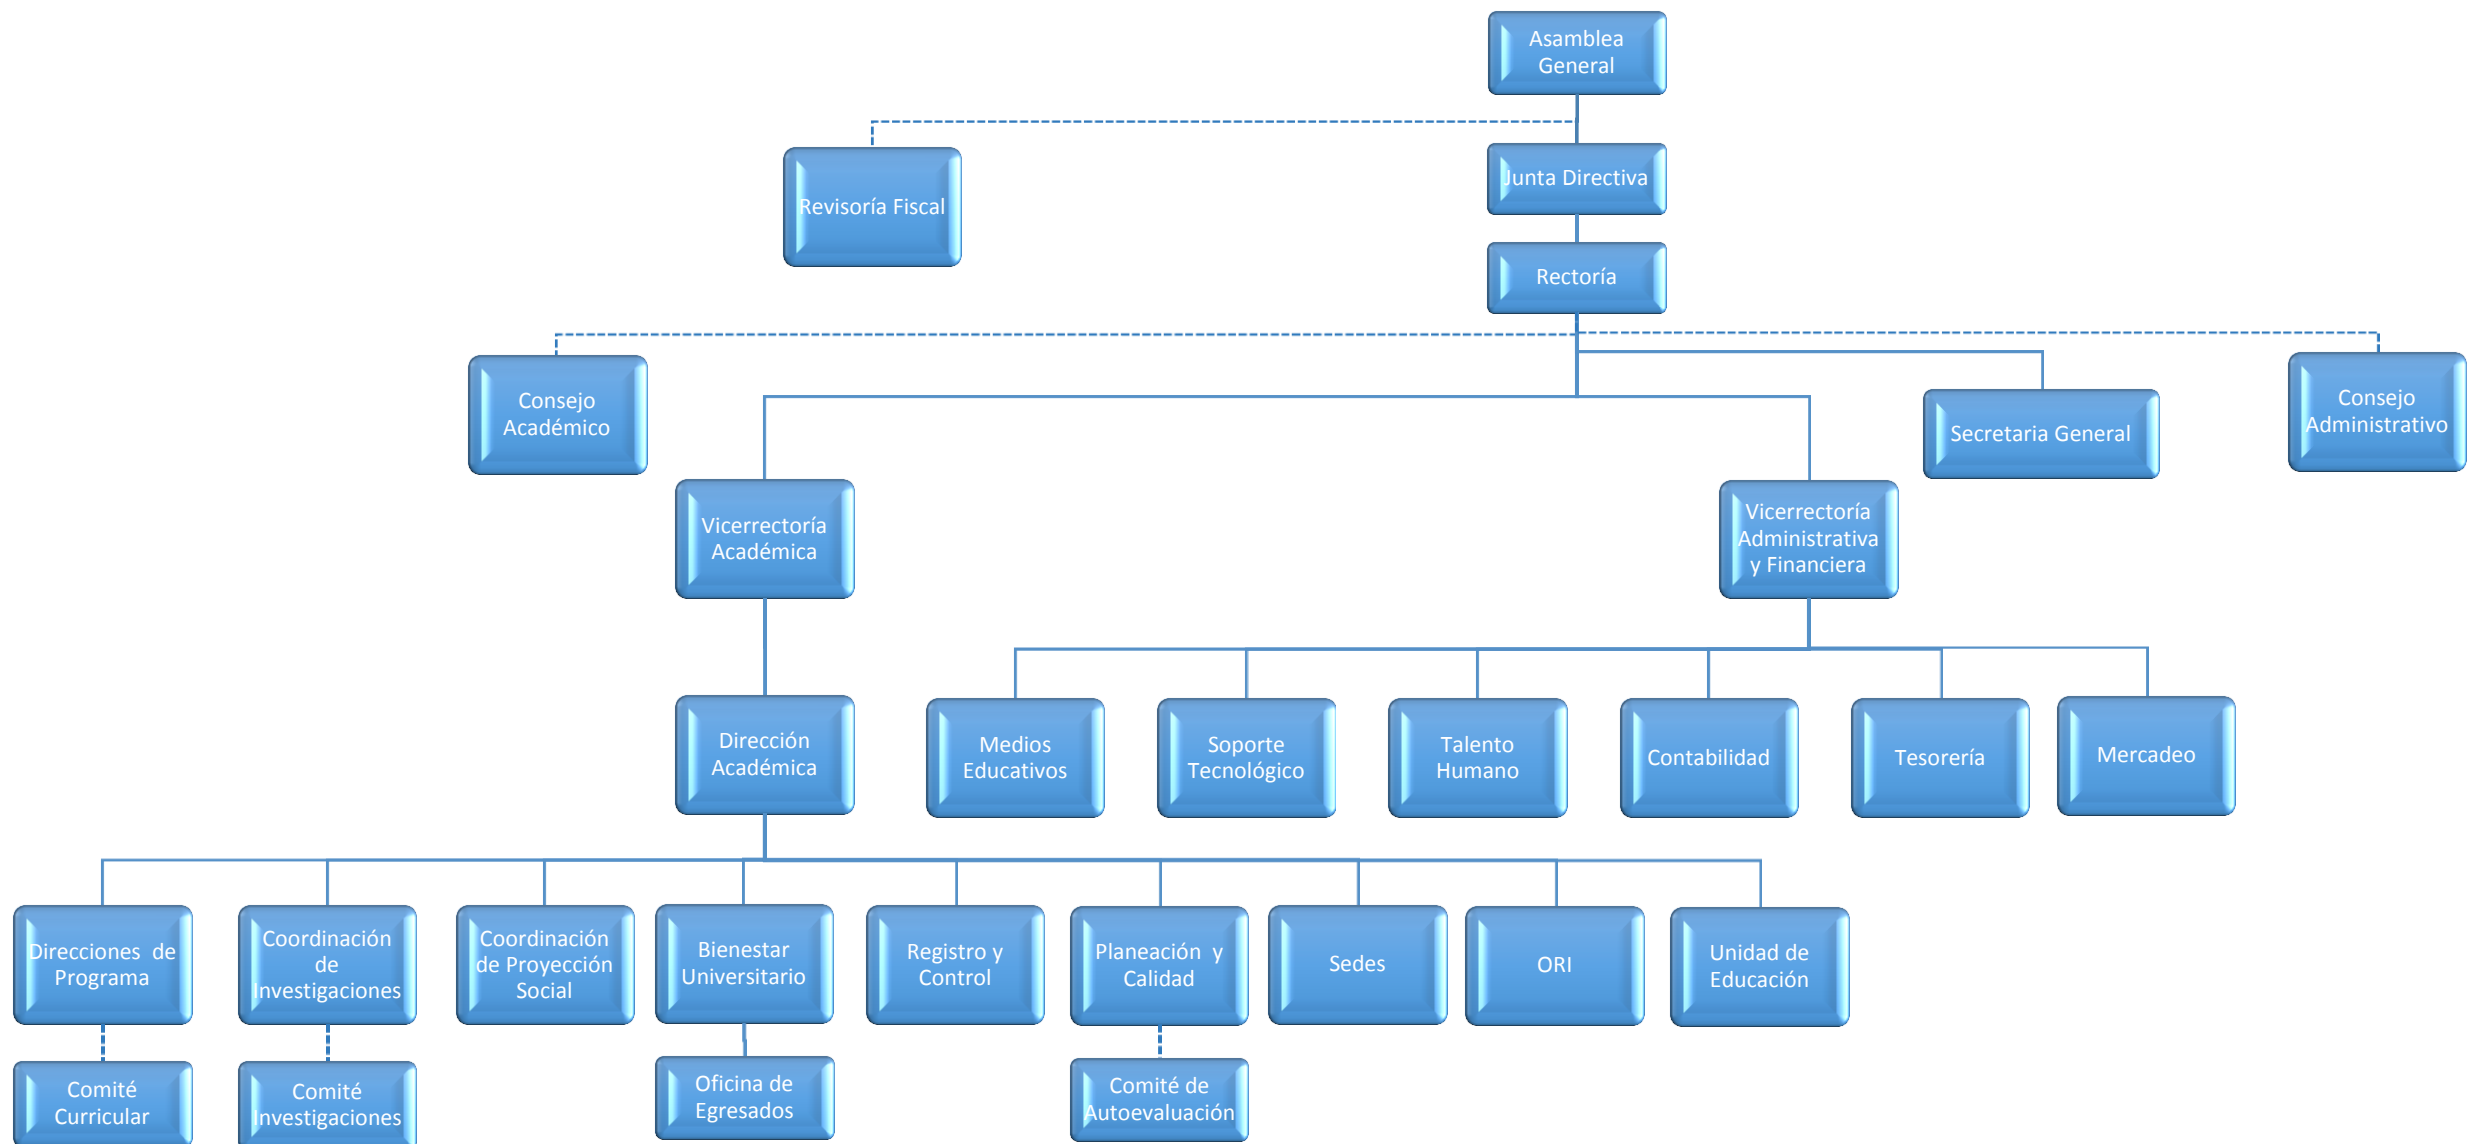 Asamblea
General
Junta Directiva
Revisoría Fiscal
Rectoría
Consejo
Académico
Secretaria General
Consejo
Administrativo
Vicerrectoría
Académica
Vicerrectoría
Administrativa
y Financiera
Dirección
Académica
Medios
Educativos
Soporte
Tecnológico
Talento
Humano
Contabilidad
Tesorería
Mercadeo
Direcciones de
Programa
Coordinación
de
Investigaciones
Coordinación
de Proyección
Social
Bienestar
Universitario
Registro y
Control
Planeación y
Calidad
Sedes
ORI
Unidad de
Educación
Comité
Curricular
Comité
Investigaciones
Oficina de
Egresados
Comité de
Autoevaluación